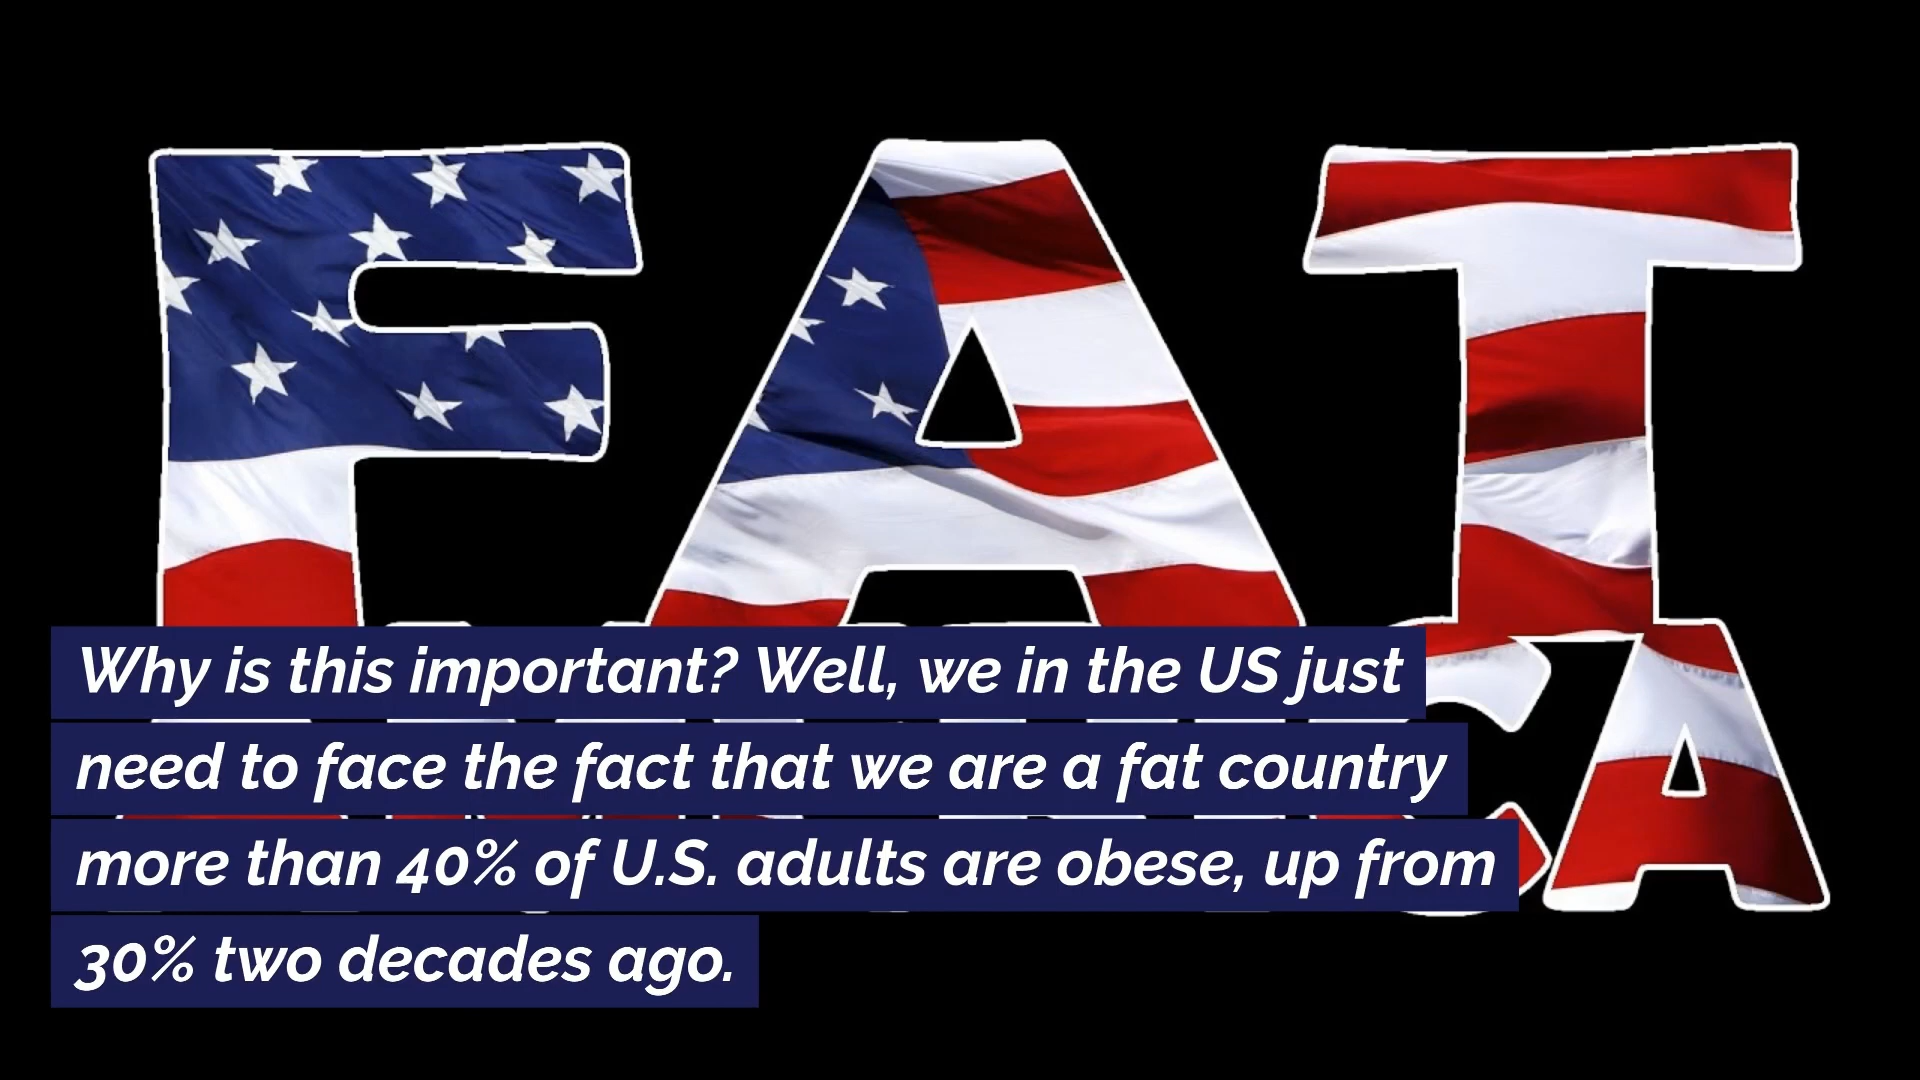 FAT
Why is this important? Well, we in the US just
need to face the fact that we are a fat country
more than 40% of U.S. adults are obese, up from
30% two decades ago.